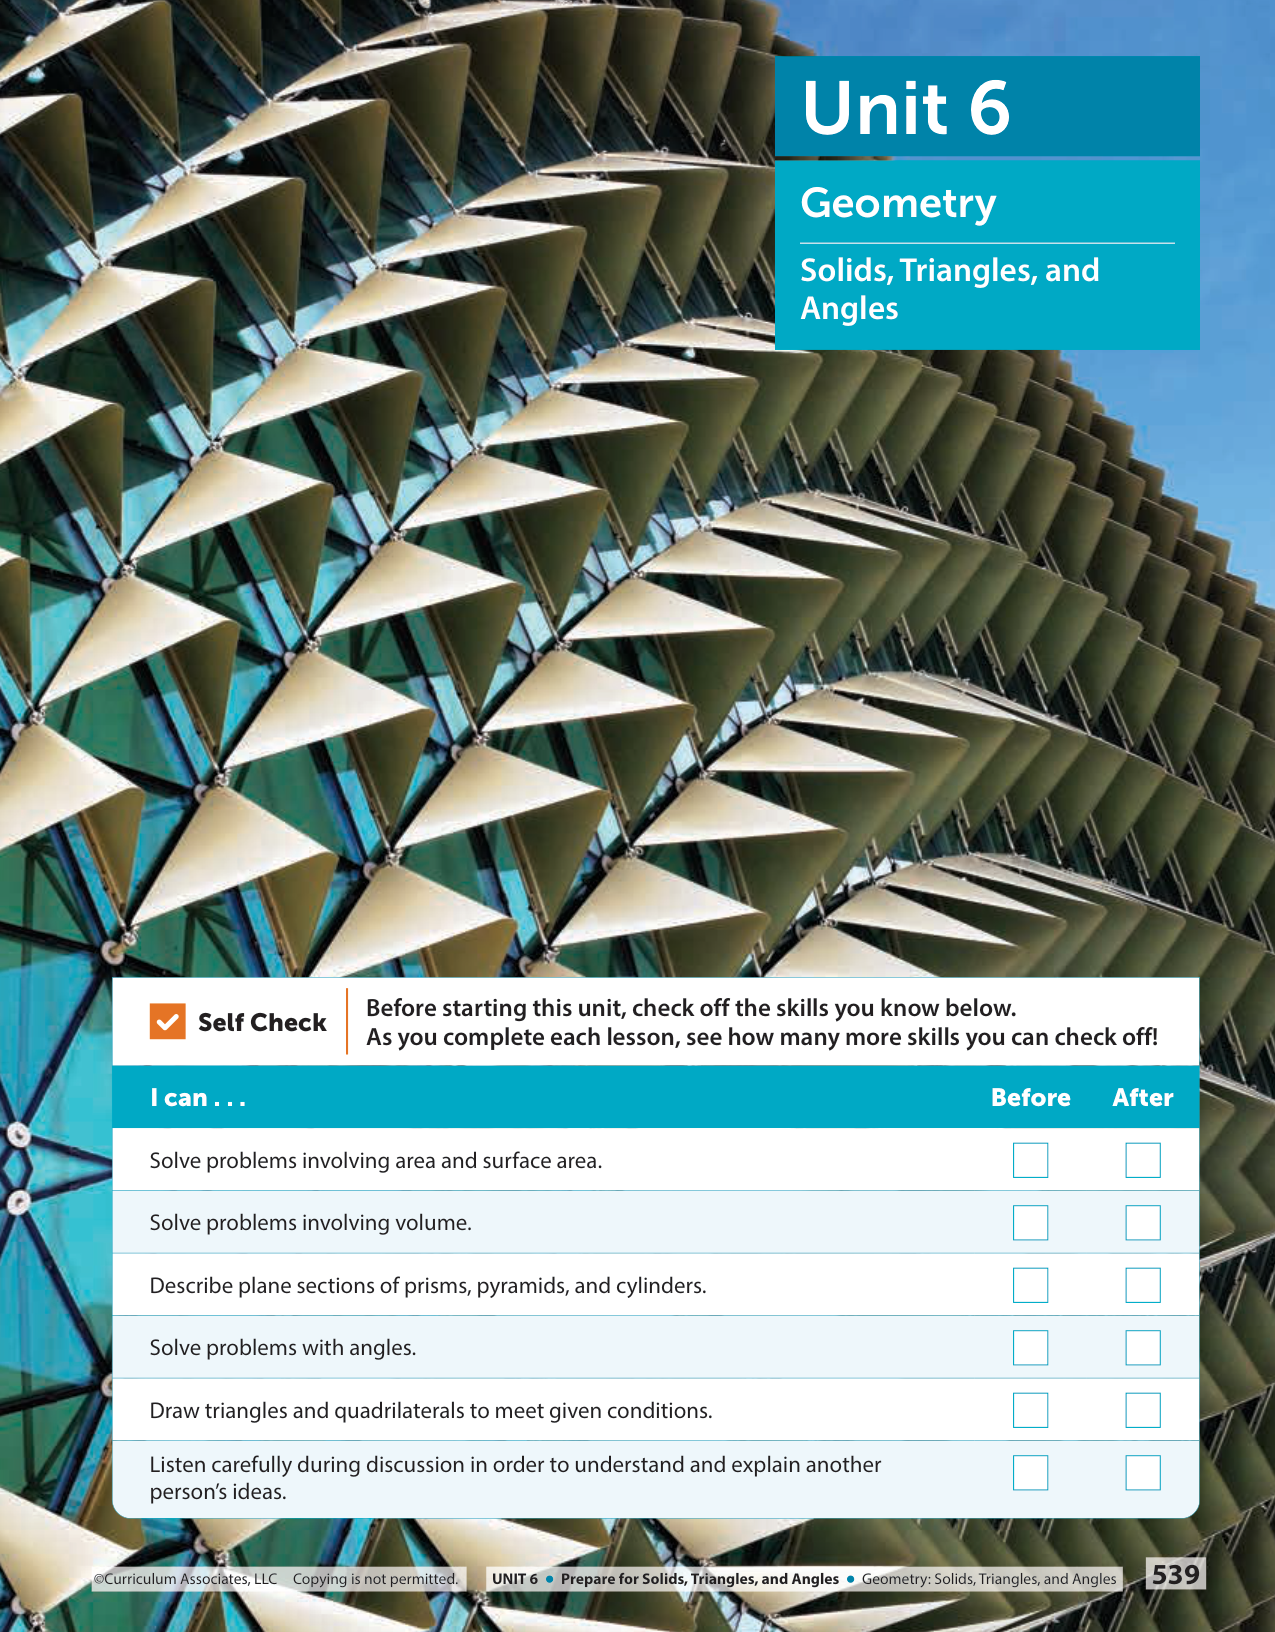 Unit 6
Geometry
Solids, Triangles, and
Angles
Self Check
Before starting this unit, check off the skills you know below.
As you complete each lesson, see how many more skills you can check off!
I can . . .
Before
After
Solve problems involving area and surface area.
Solve problems involving volume.
Describe plane sections of prisms, pyramids, and cylinders.
Solve problems with angles.
Draw triangles and quadrilaterals to meet given conditions.
Listen carefully during discussion in order to understand and explain another
person’s ideas.
©Curriculum Associates, LLC Copying is not permitted.
UNIT 6 • Prepare for Solids, Triangles, and Angles • Geometry: Solids, Triangles, and Angles
539